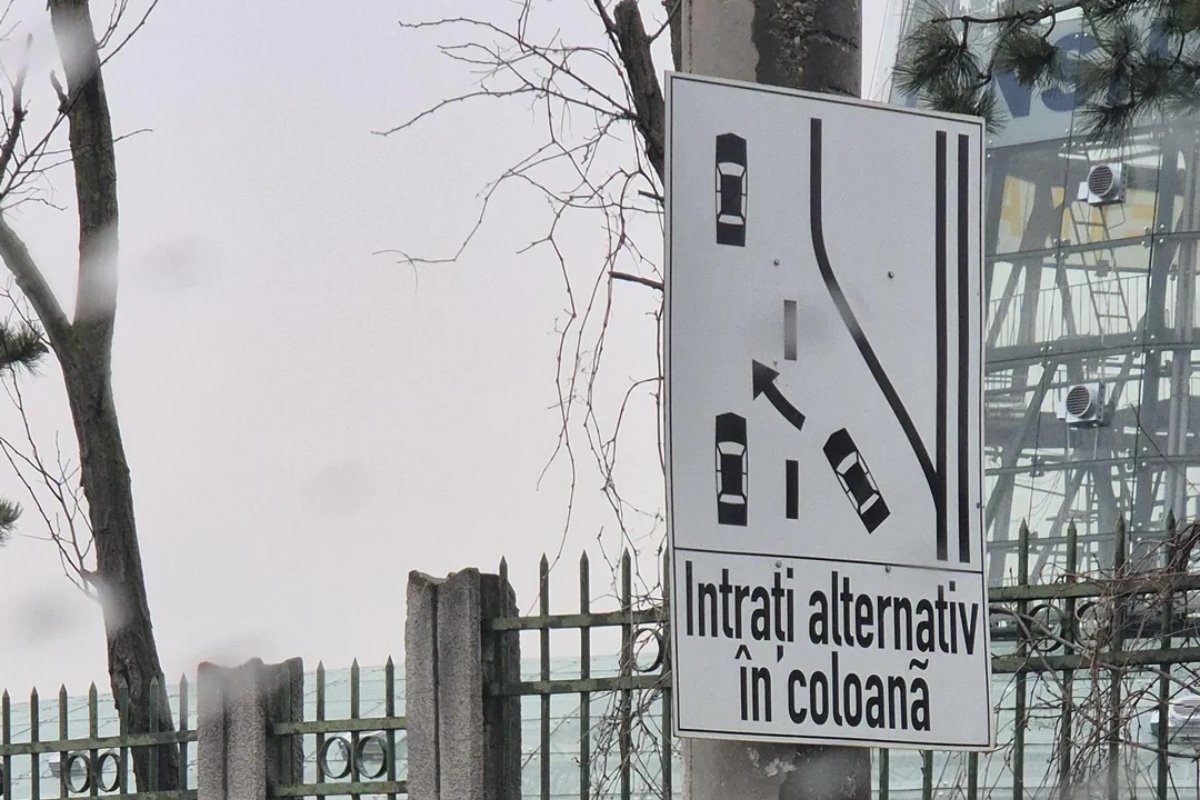 Intrați alternativ
în coloană